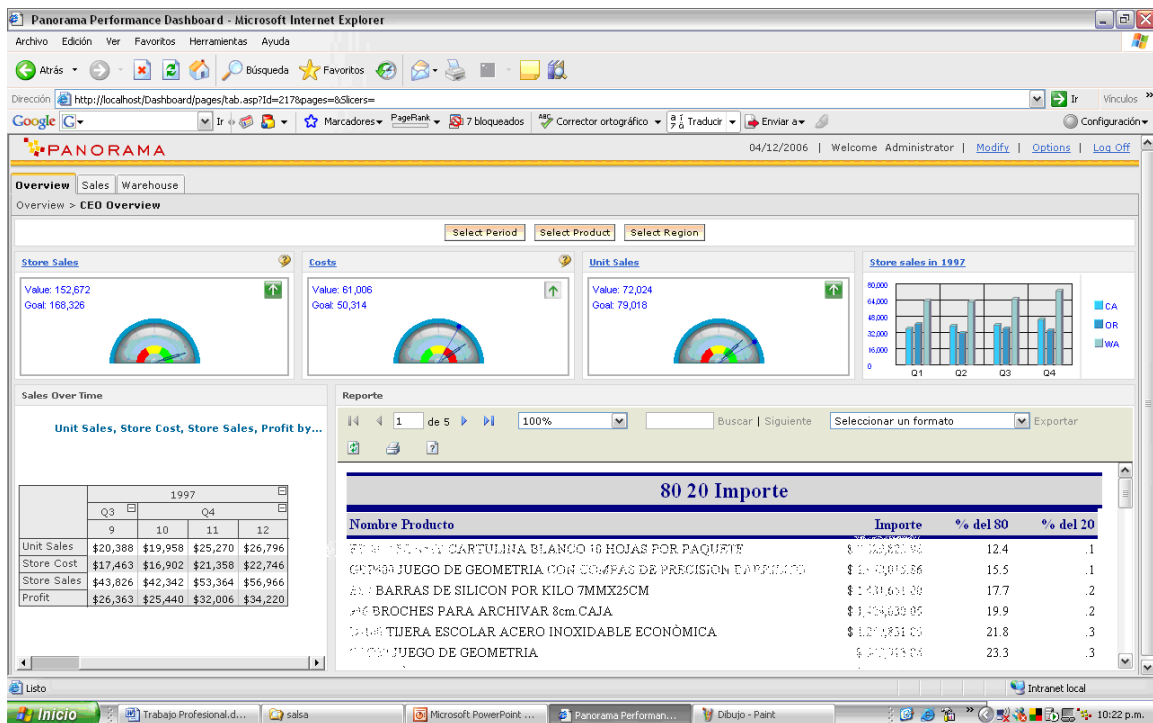 Panorama Performance Dashboard - Microsoft Internet Explorer
Archivo Edición Ver Favoritos Herramientas Ayuda
Atrás Búsqueda Favoritos
Dirección http://localhost/Dashboard/pages/tab.asp?Id=217&pages=&Slicers= Ir Vínculos »
Google G Ir Marcadores PageRank 7 bloqueados Corrector ortográfico Traducir Enviar a Configuración
PANORAMA 04/12/2006 | Welcome Administrator | Modify | Options | Log Off
Overview Sales Warehouse
Overview > CEO Overview
Select Period Select Product Select Region
Store Sales Costs Unit Sales Store sales in 1997
Value: 152,672 Value: 61,006 Value: 72,024
Goal: 168,326 Goal: 50,314 Goal: 79,018
80,000
64,000
48,000
32,000
16,000
0
Q1 Q2 Q3 Q4
CA
OR
WA
Sales Over Time
Unit Sales, Store Cost, Store Sales, Profit by...
1997
Q3 Q4
9 10 11 12
Unit Sales $20,388 $19,958 $25,270 $26,796
Store Cost $17,463 $16,902 $21,358 $22,746
Store Sales $43,826 $42,342 $53,364 $56,966
Profit $26,363 $25,440 $32,006 $34,220
Reporte
1 de 5 100% Buscar | Siguiente Seleccionar un formato Exportar
80 20 Importe
Nombre Producto Importe % del 80 % del 20
CARTULINA BLANCO 10 HOJAS POR PAQUETE $ 12.4 .1
JUEGO DE GEOMETRIA CON COMPAS DE PRECISION $ 15.5 .1
BARRAS DE SILICON POR KILO 7MMX25CM $ 17.7 .2
BROCHES PARA ARCHIVAR 8cm CAJA $ 19.9 .2
TIJERA ESCOLAR ACERO INOXIDABLE ECONÒMICA $ 21.8 .3
JUEGO DE GEOMETRIA $ 23.3 .3
Listo Intranet local
Inicio Trabajo Profesional.d... salsa Microsoft PowerPoint ... Panorama Performan... Dibujo - Paint 10:22 p.m.